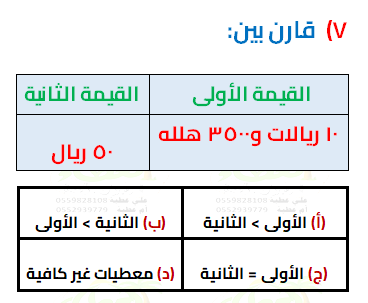 ٧) قارن بين:
القيمة الأولى القيمة الثانية
١٠ ريالات و٣٥٠٠ هلله ٥٠ ريال
(أ) الأولى > الثانية (ب) الثانية > الأولى
(ج) الأولى = الثانية (د) معطيات غير كافية